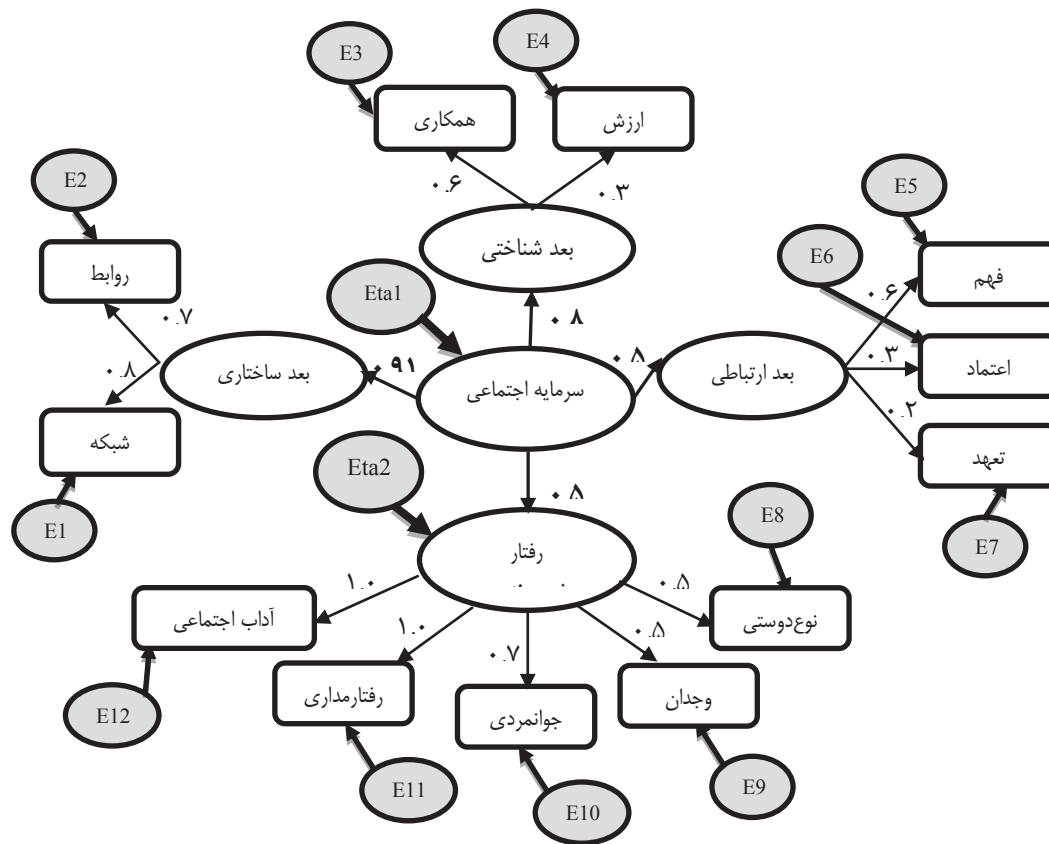 E3
E4
همکاری
ارزش
۰.۶
۰.۳
E2
E5
روابط
بعد شناختی
E6
فهم
Eta1
۰.۶
۰.۷
۰.۸
۰.۸
بعد ساختاری
۰.۹۱
سرمایه اجتماعی
۰.۵
بعد ارتباطی
۰.۳
اعتماد
۰.۲
شبکه
تعهد
Eta2
۰.۵
E1
E8
E7
رفتار
۱.۰
۰.۵
آداب اجتماعی
نوع‌دوستی
۱.۰
۰.۷
۰.۵
رفتارمداری
جوانمردی
وجدان
E12
E11
E10
E9